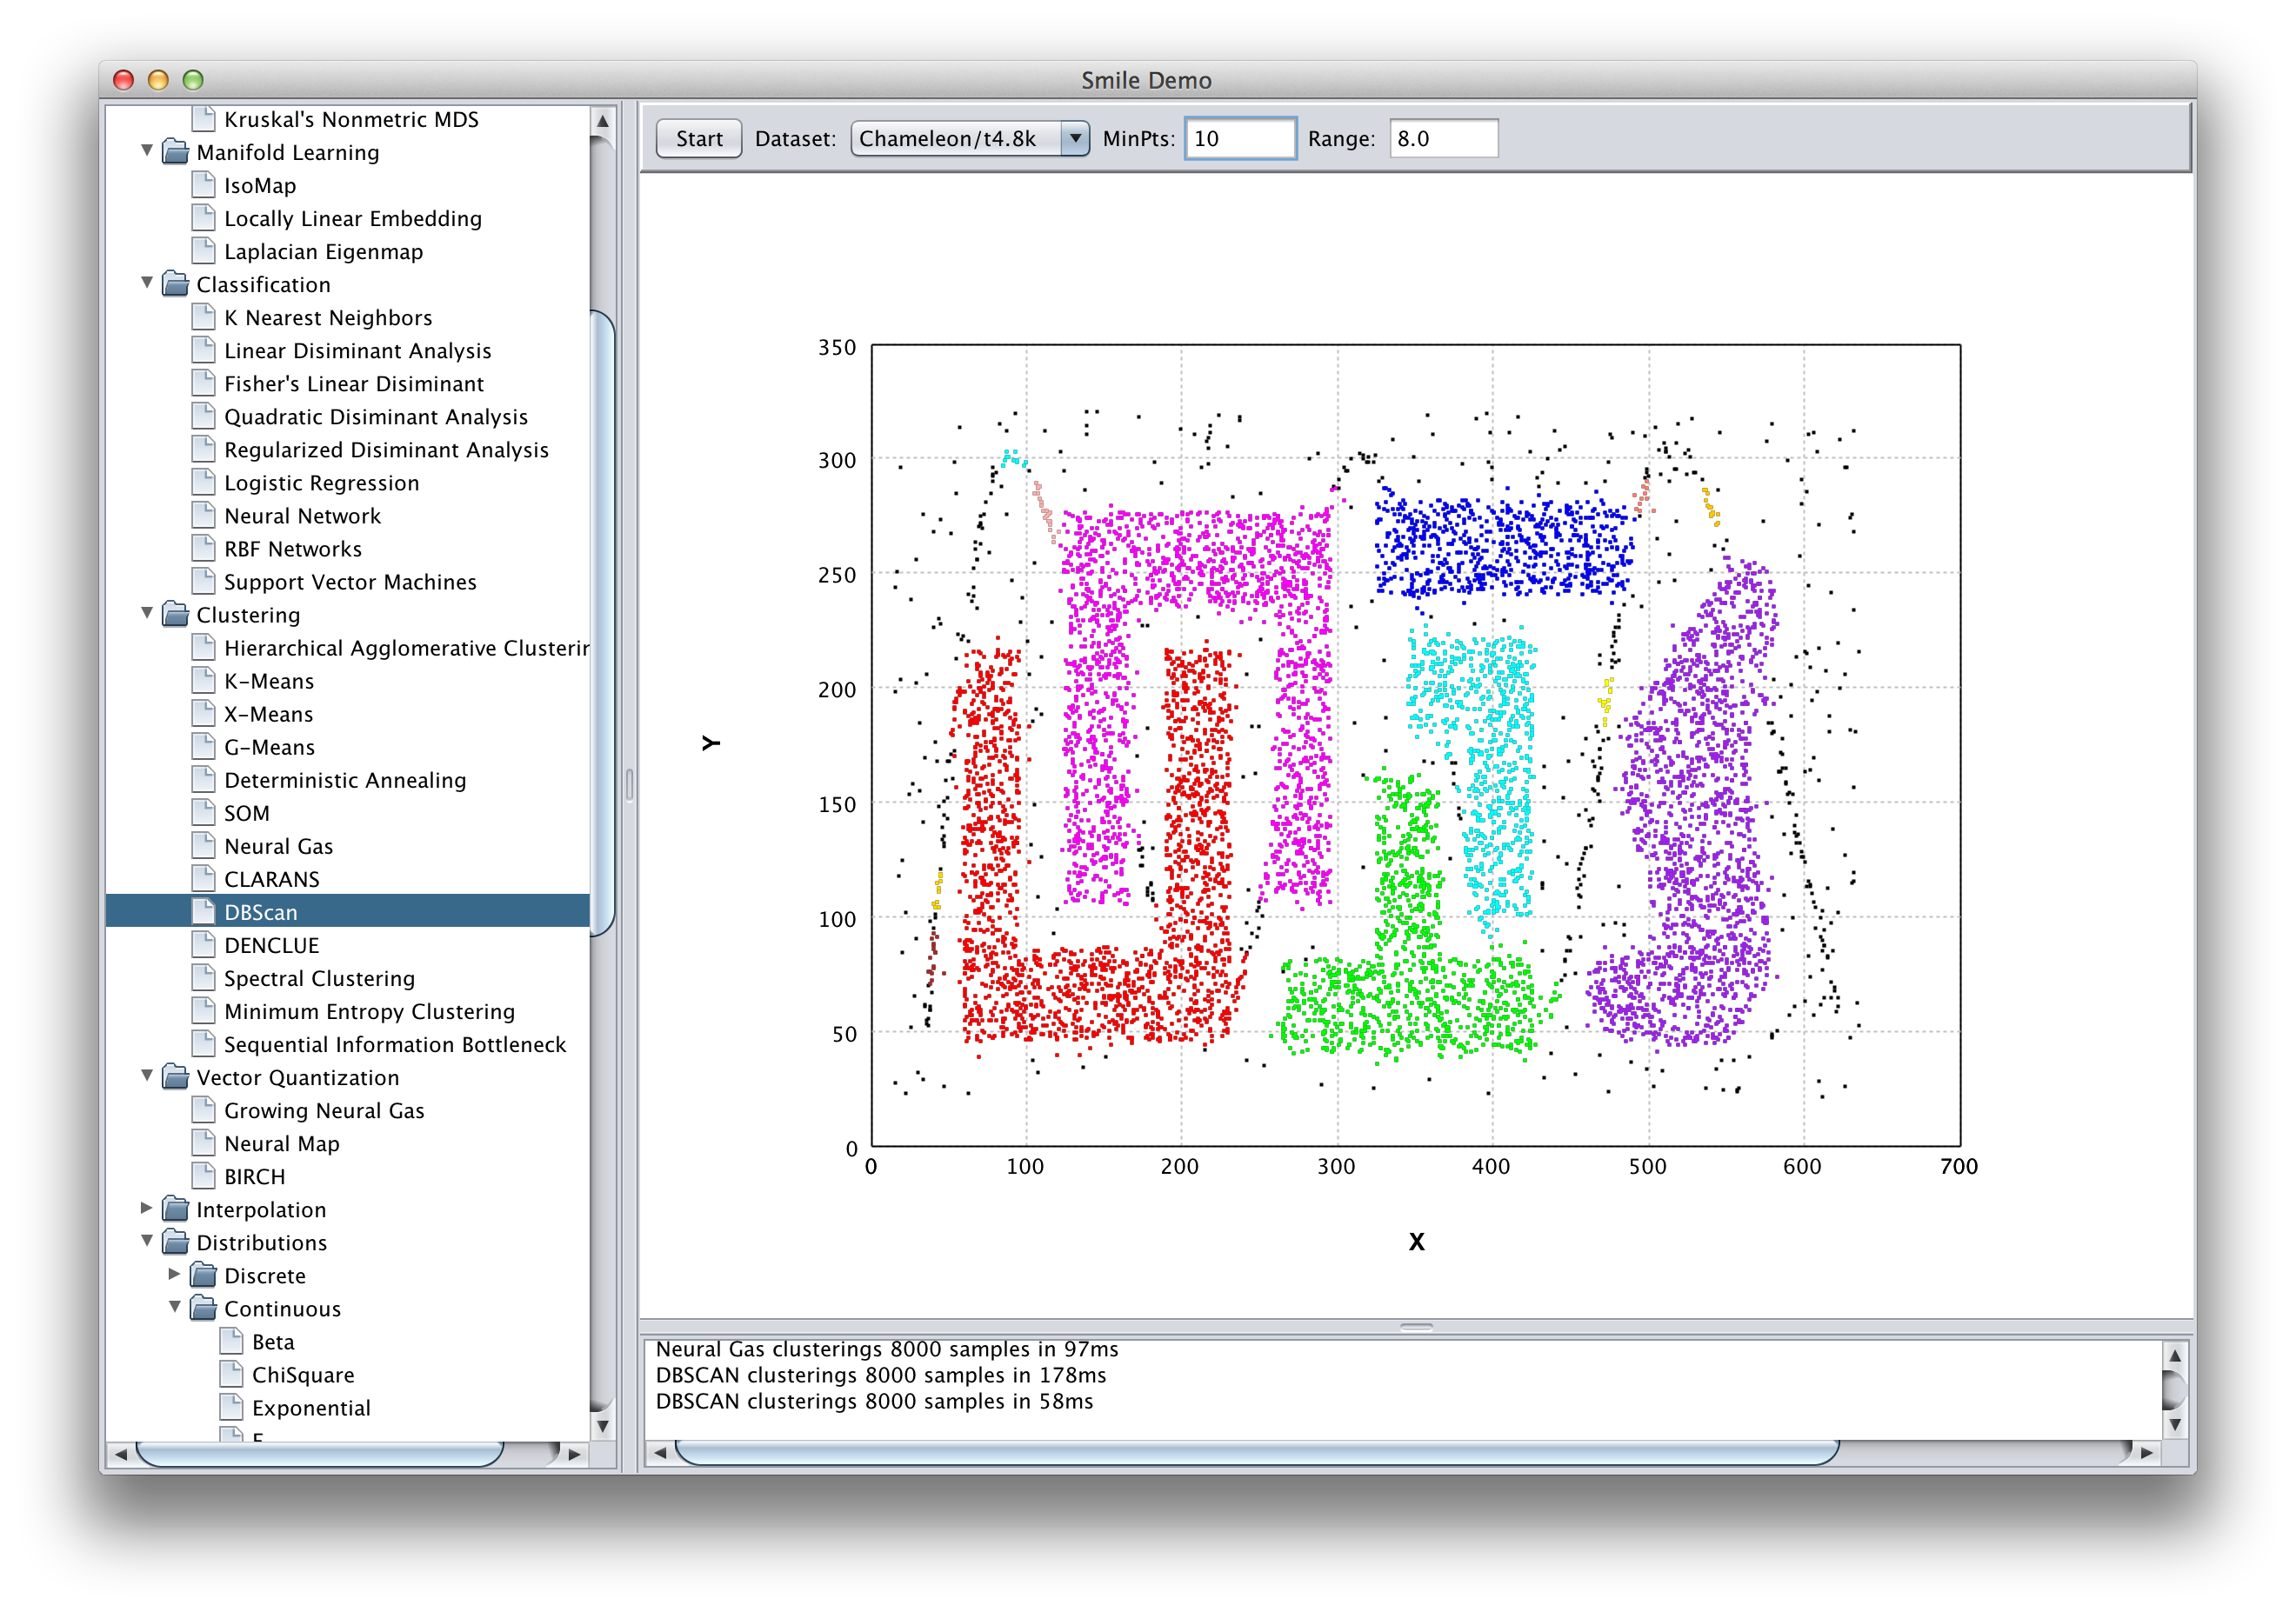 Smile Demo
Kruskal's Nonmetric MDS
Manifold Learning
IsoMap
Locally Linear Embedding
Laplacian Eigenmap
Classification
K Nearest Neighbors
Linear Disiminant Analysis
Fisher's Linear Disiminant
Quadratic Disiminant Analysis
Regularized Disiminant Analysis
Logistic Regression
Neural Network
RBF Networks
Support Vector Machines
Clustering
Hierarchical Agglomerative Clusterin
K-Means
X-Means
G-Means
Deterministic Annealing
SOM
Neural Gas
CLARANS
DBScan
DENCLUE
Spectral Clustering
Minimum Entropy Clustering
Sequential Information Bottleneck
Vector Quantization
Growing Neural Gas
Neural Map
BIRCH
Interpolation
Distributions
Discrete
Continuous
Beta
ChiSquare
Exponential
Start Dataset: Chameleon/t4.8k MinPts: 10 Range: 8.0
350
300
250
200
150
100
50
0
Y
0 100 200 300 400 500 600 700
X
Neural Gas clusterings 8000 samples in 97ms
DBSCAN clusterings 8000 samples in 178ms
DBSCAN clusterings 8000 samples in 58ms